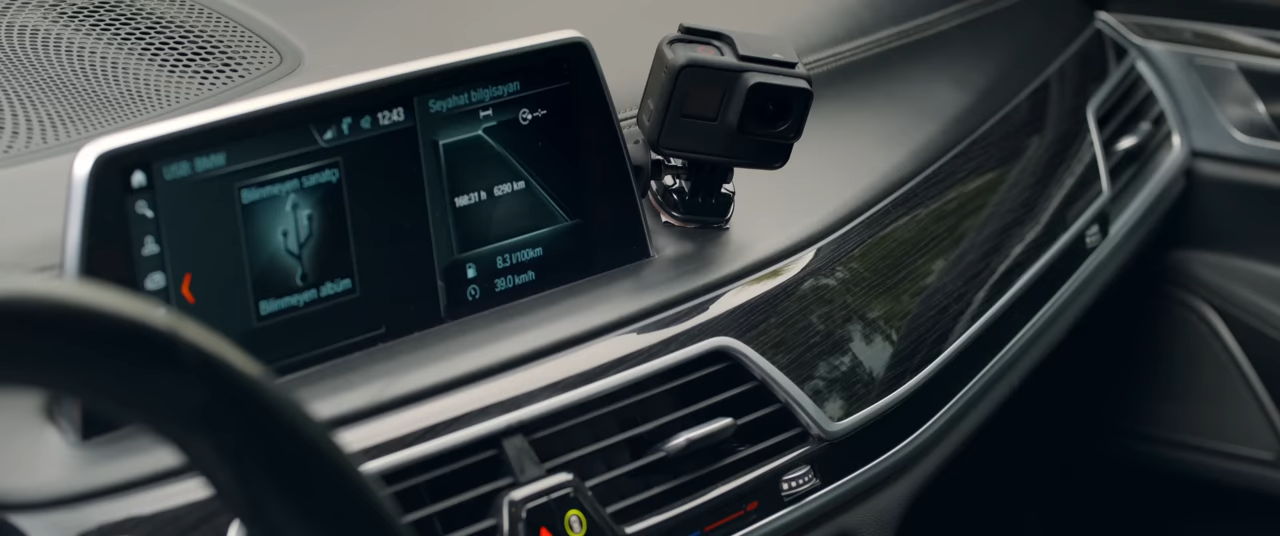 12:43
USB: BMW
Bilinmeyen sanatçı
Bilinmeyen albüm
Seyahat bilgisayarı
-:--
168:31 h 6290 km
8.3 l/100km
39.0 km/h